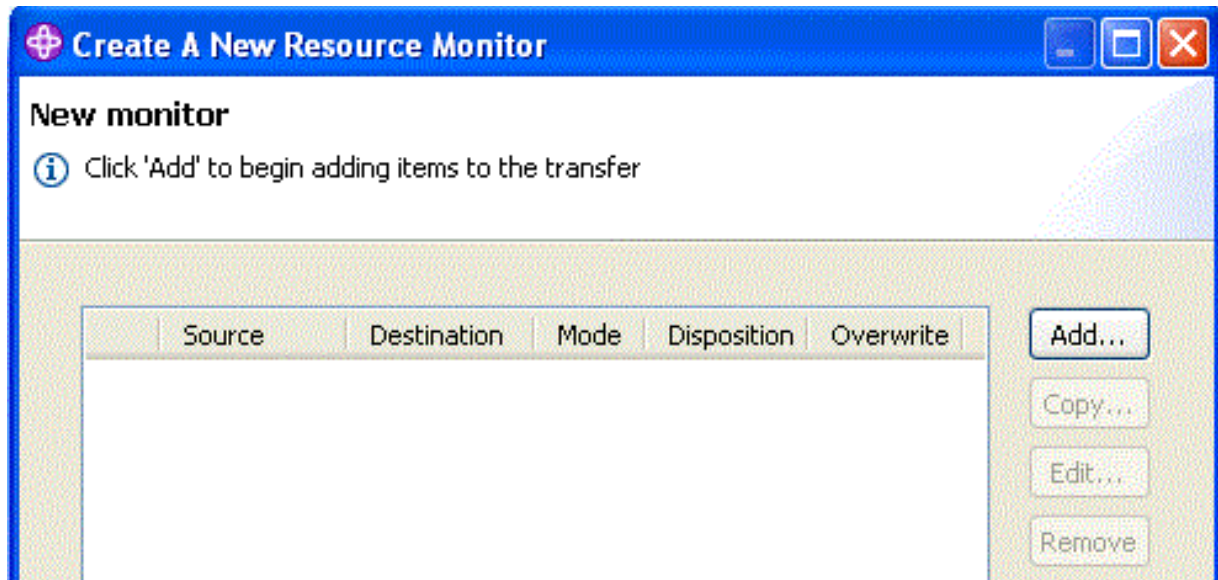 Create A New Resource Monitor
New monitor
Click 'Add' to begin adding items to the transfer
Source Destination Mode Disposition Overwrite
Add...
Copy...
Edit...
Remove